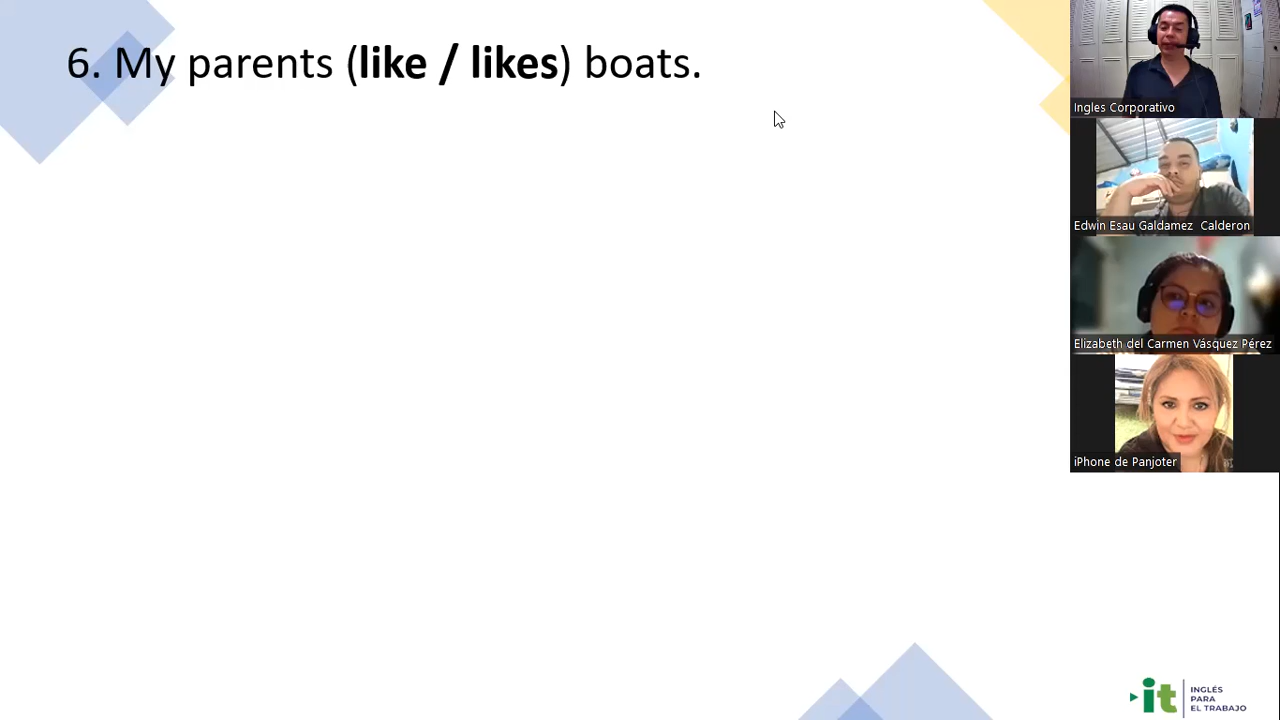 6. My parents (like / likes) boats.
Ingles Corporativo
Edwin Esau Galdamez Calderon
Elizabeth del Carmen Vásquez Pérez
iPhone de Panjoter
it
INGLÉS
PARA
EL TRABAJO